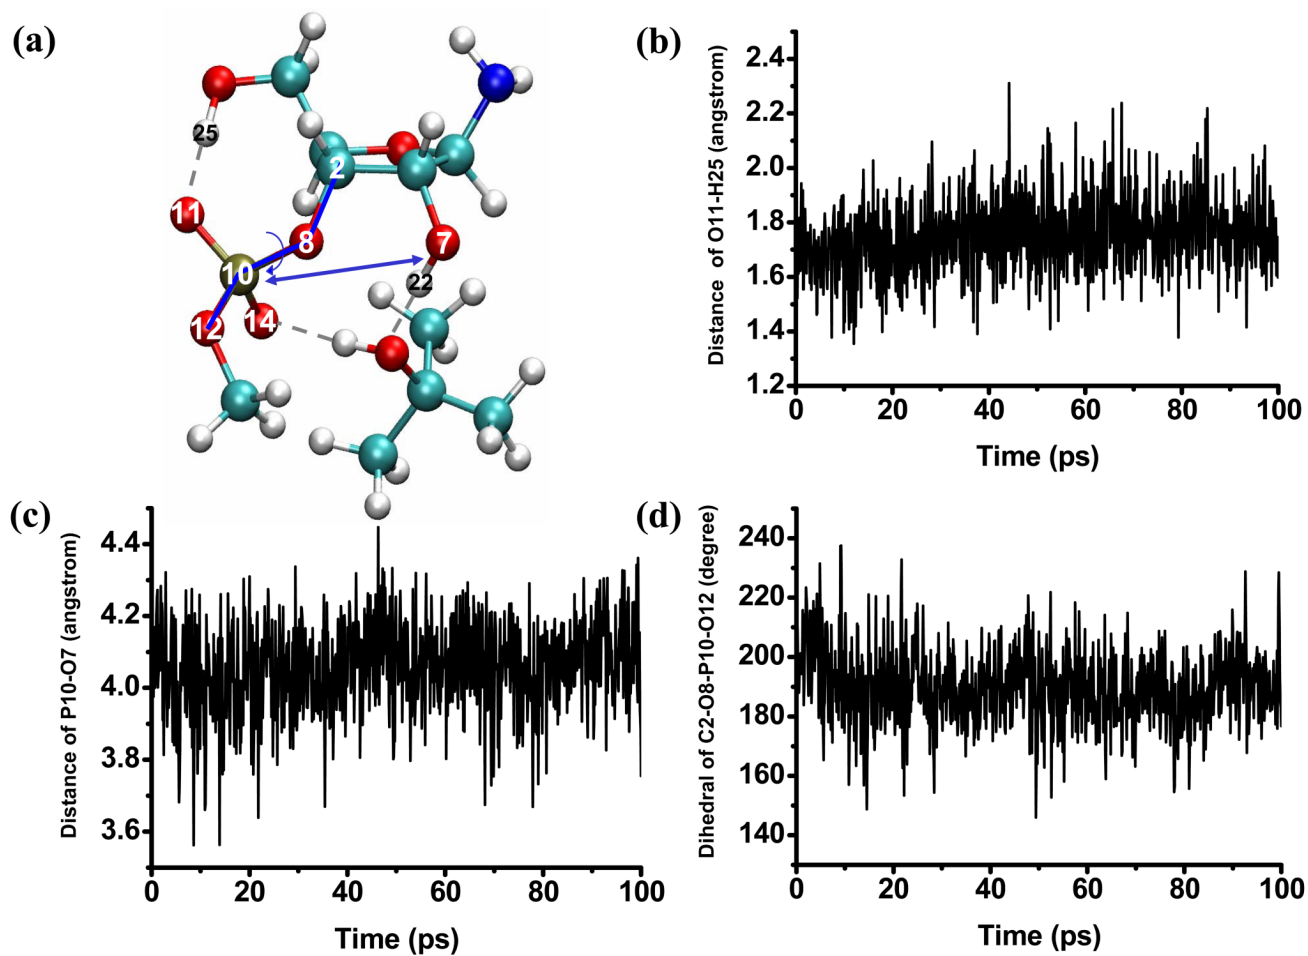 (a)
25
2
11
8
7
10
22
12
14
(b)
Distance of O11-H25 (angstrom)
2.4
2.2
2.0
1.8
1.6
1.4
1.2
0 20 40 60 80 100
Time (ps)
(c)
Distance of P10-O7 (angstrom)
4.4
4.2
4.0
3.8
3.6
0 20 40 60 80 100
Time (ps)
(d)
Dihedral of C2-O8-P10-O12 (degree)
240
220
200
180
160
140
0 20 40 60 80 100
Time (ps)